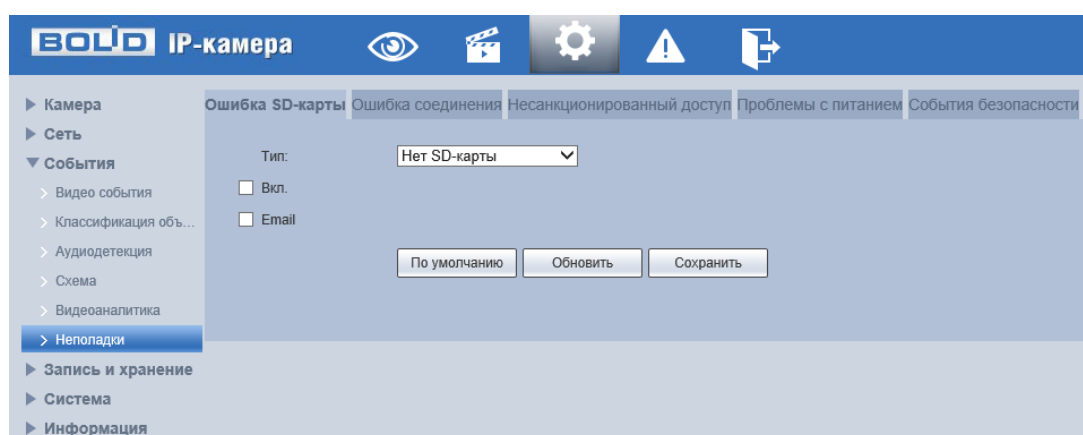 BOLID IP-камера
Камера
Сеть
События
Видео события
Классификация объ...
Аудиодетекция
Схема
Видеоаналитика
Неполадки
Запись и хранение
Система
Информация
Ошибка SD-карты Ошибка соединения Несанкционированный доступ Проблемы с питанием События безопасности
Тип: Нет SD-карты
Вкл.
Email
По умолчанию Обновить Сохранить